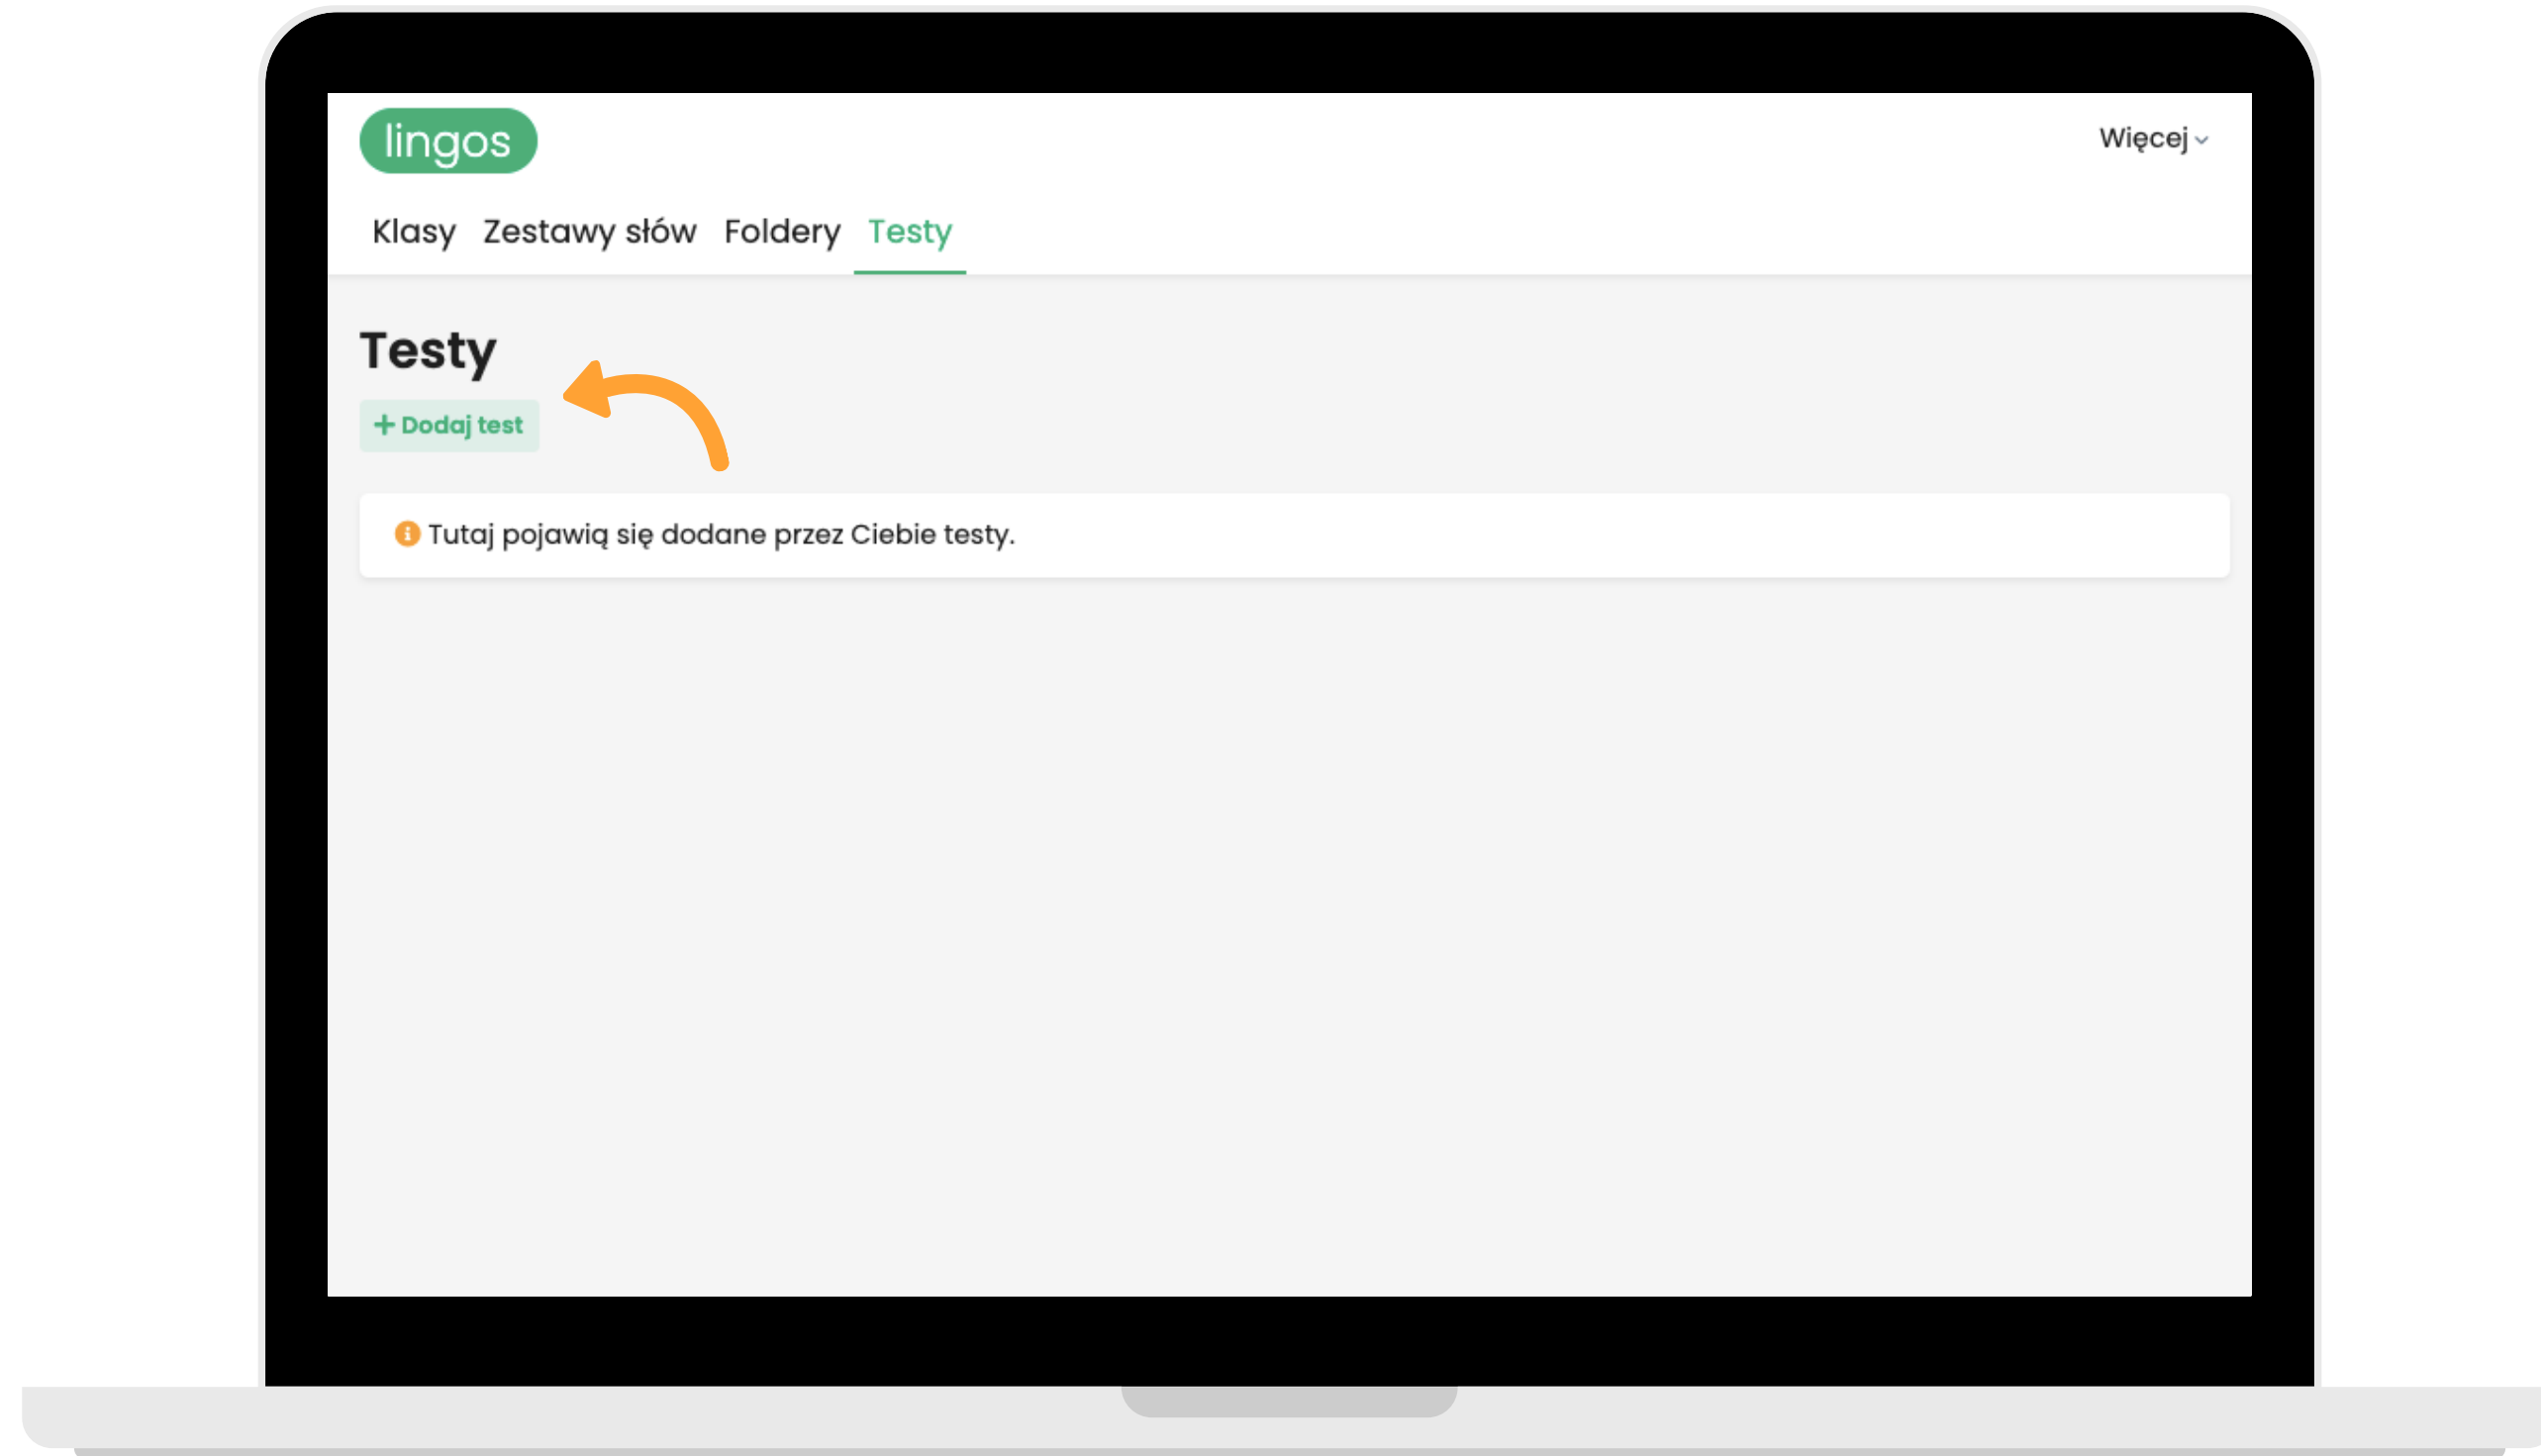 lingos
Więcej
Klasy Zestawy słów Foldery Testy
Testy
+ Dodaj test
Tutaj pojawią się dodane przez Ciebie testy.